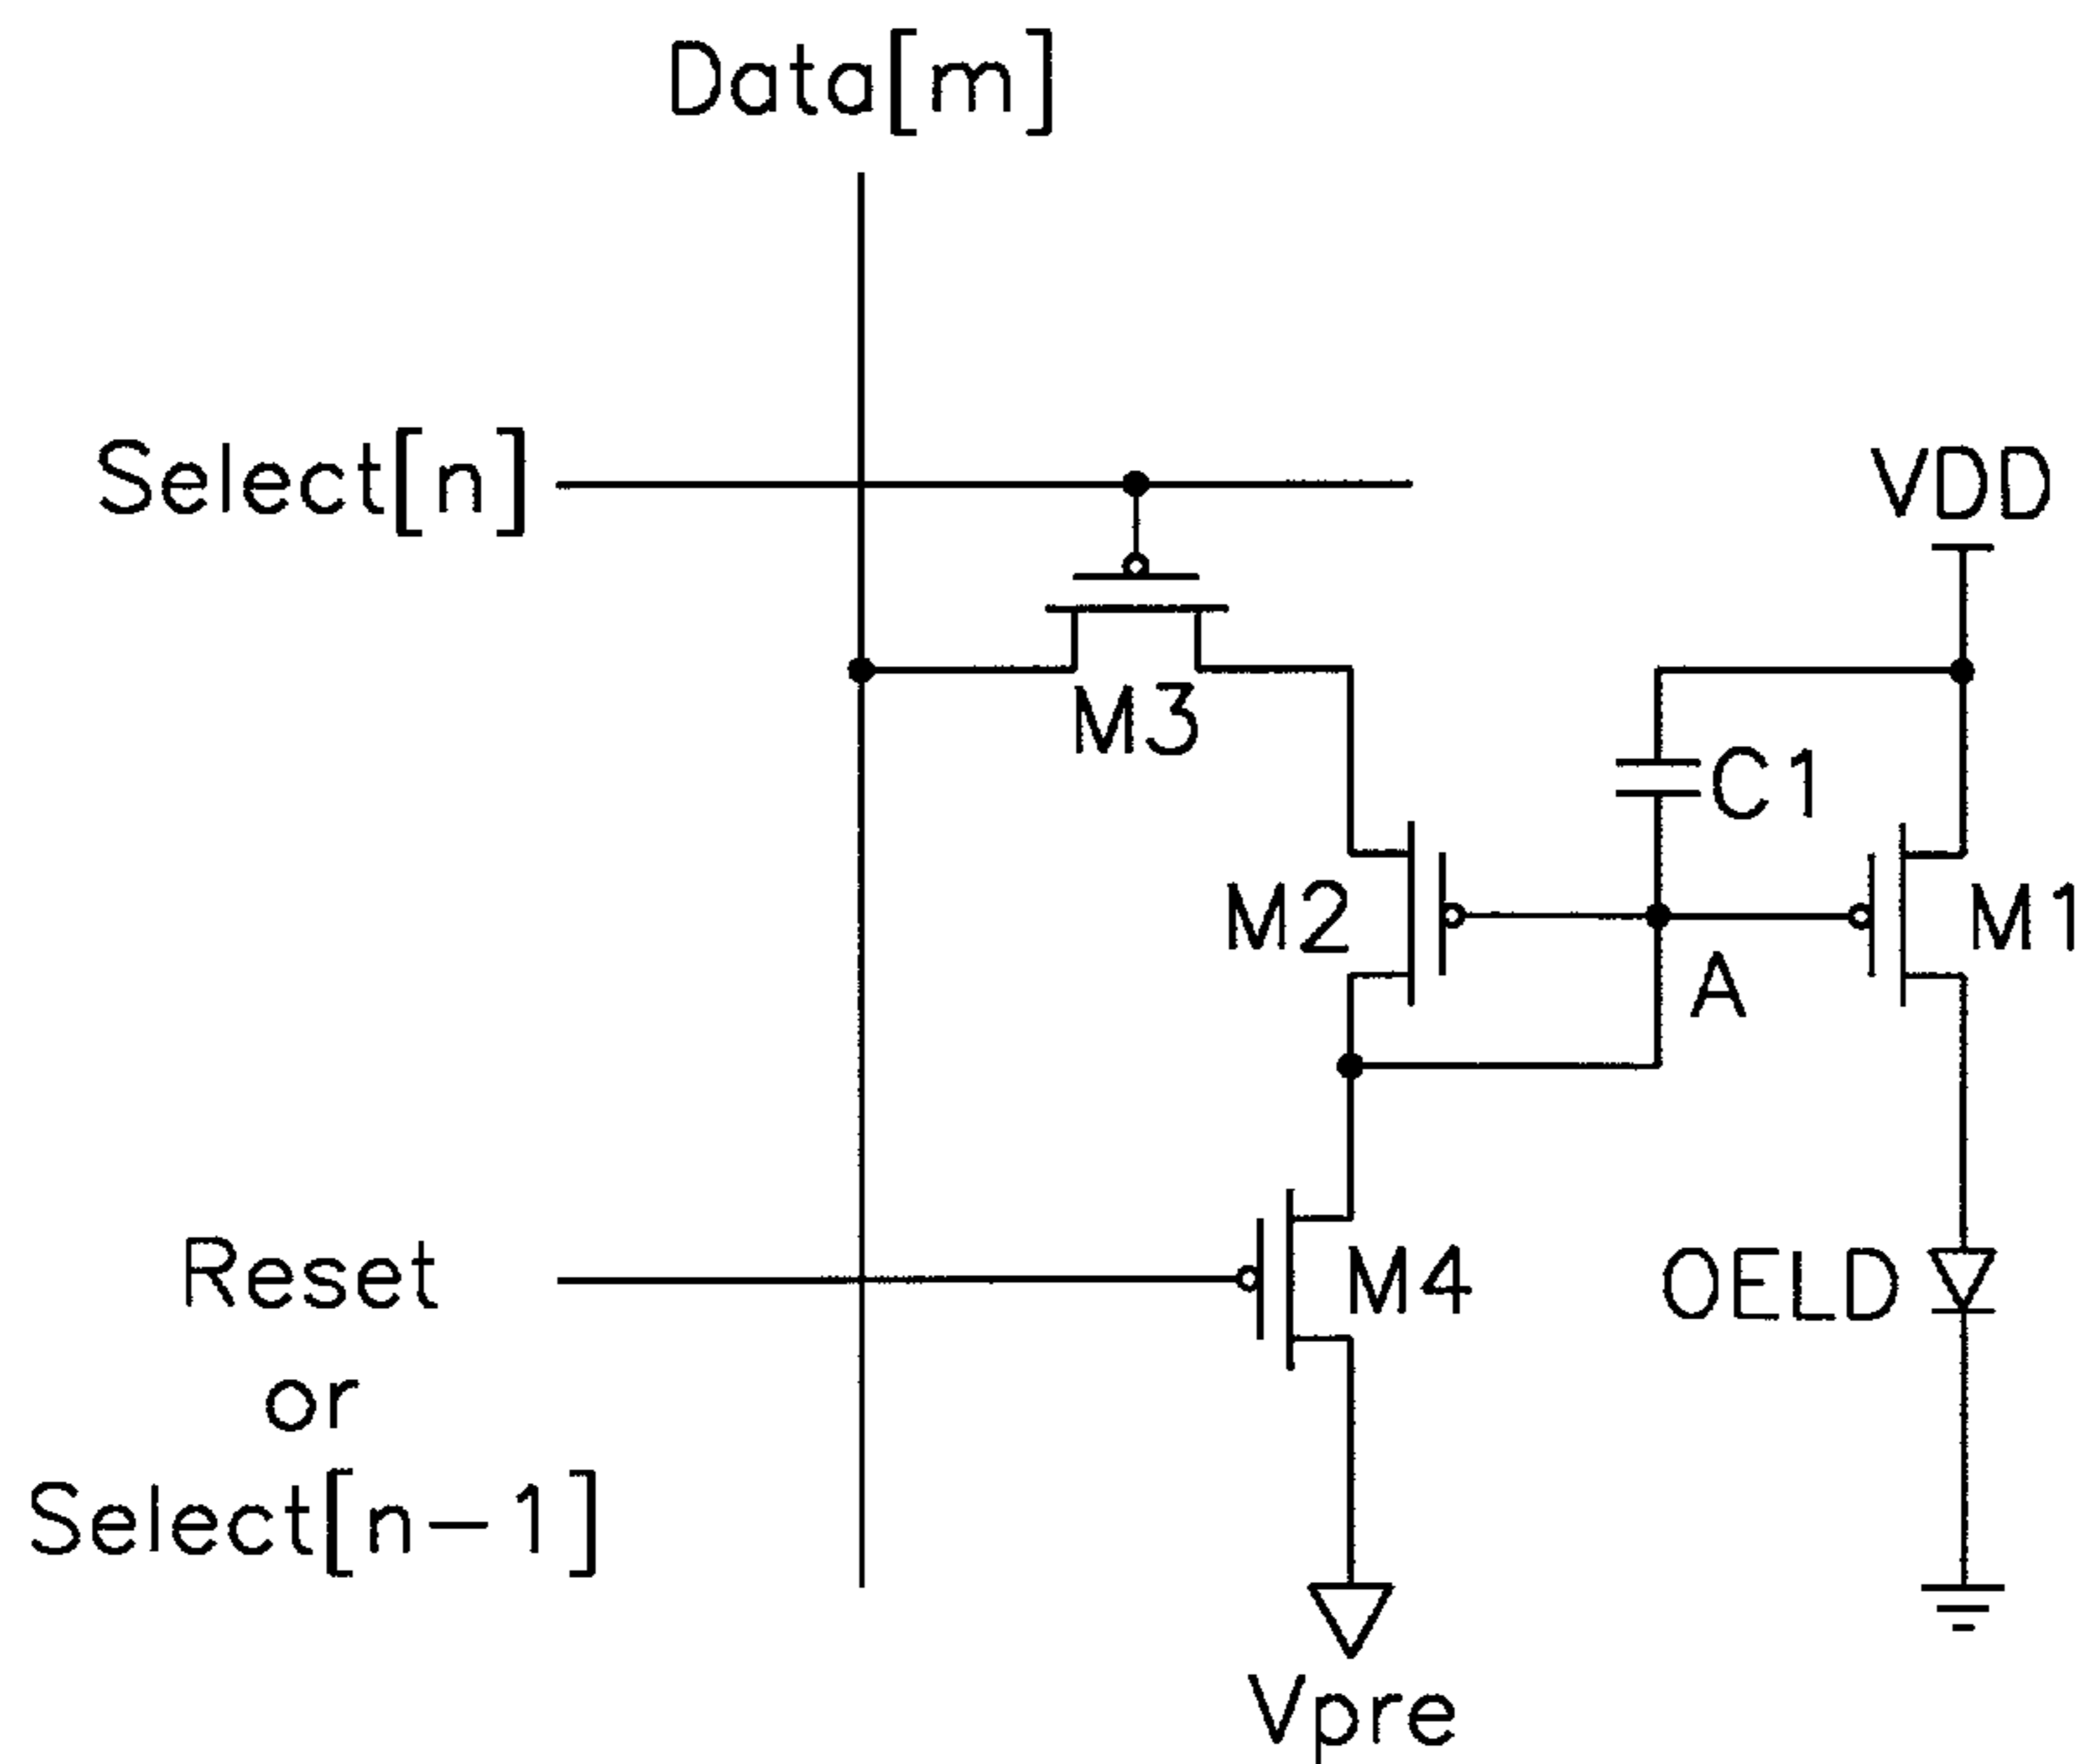 Data[m]
Select[n]
VDD
M3
C1
M2
M1
A
Reset
or
Select[n-1]
M4
OELD
Vpre